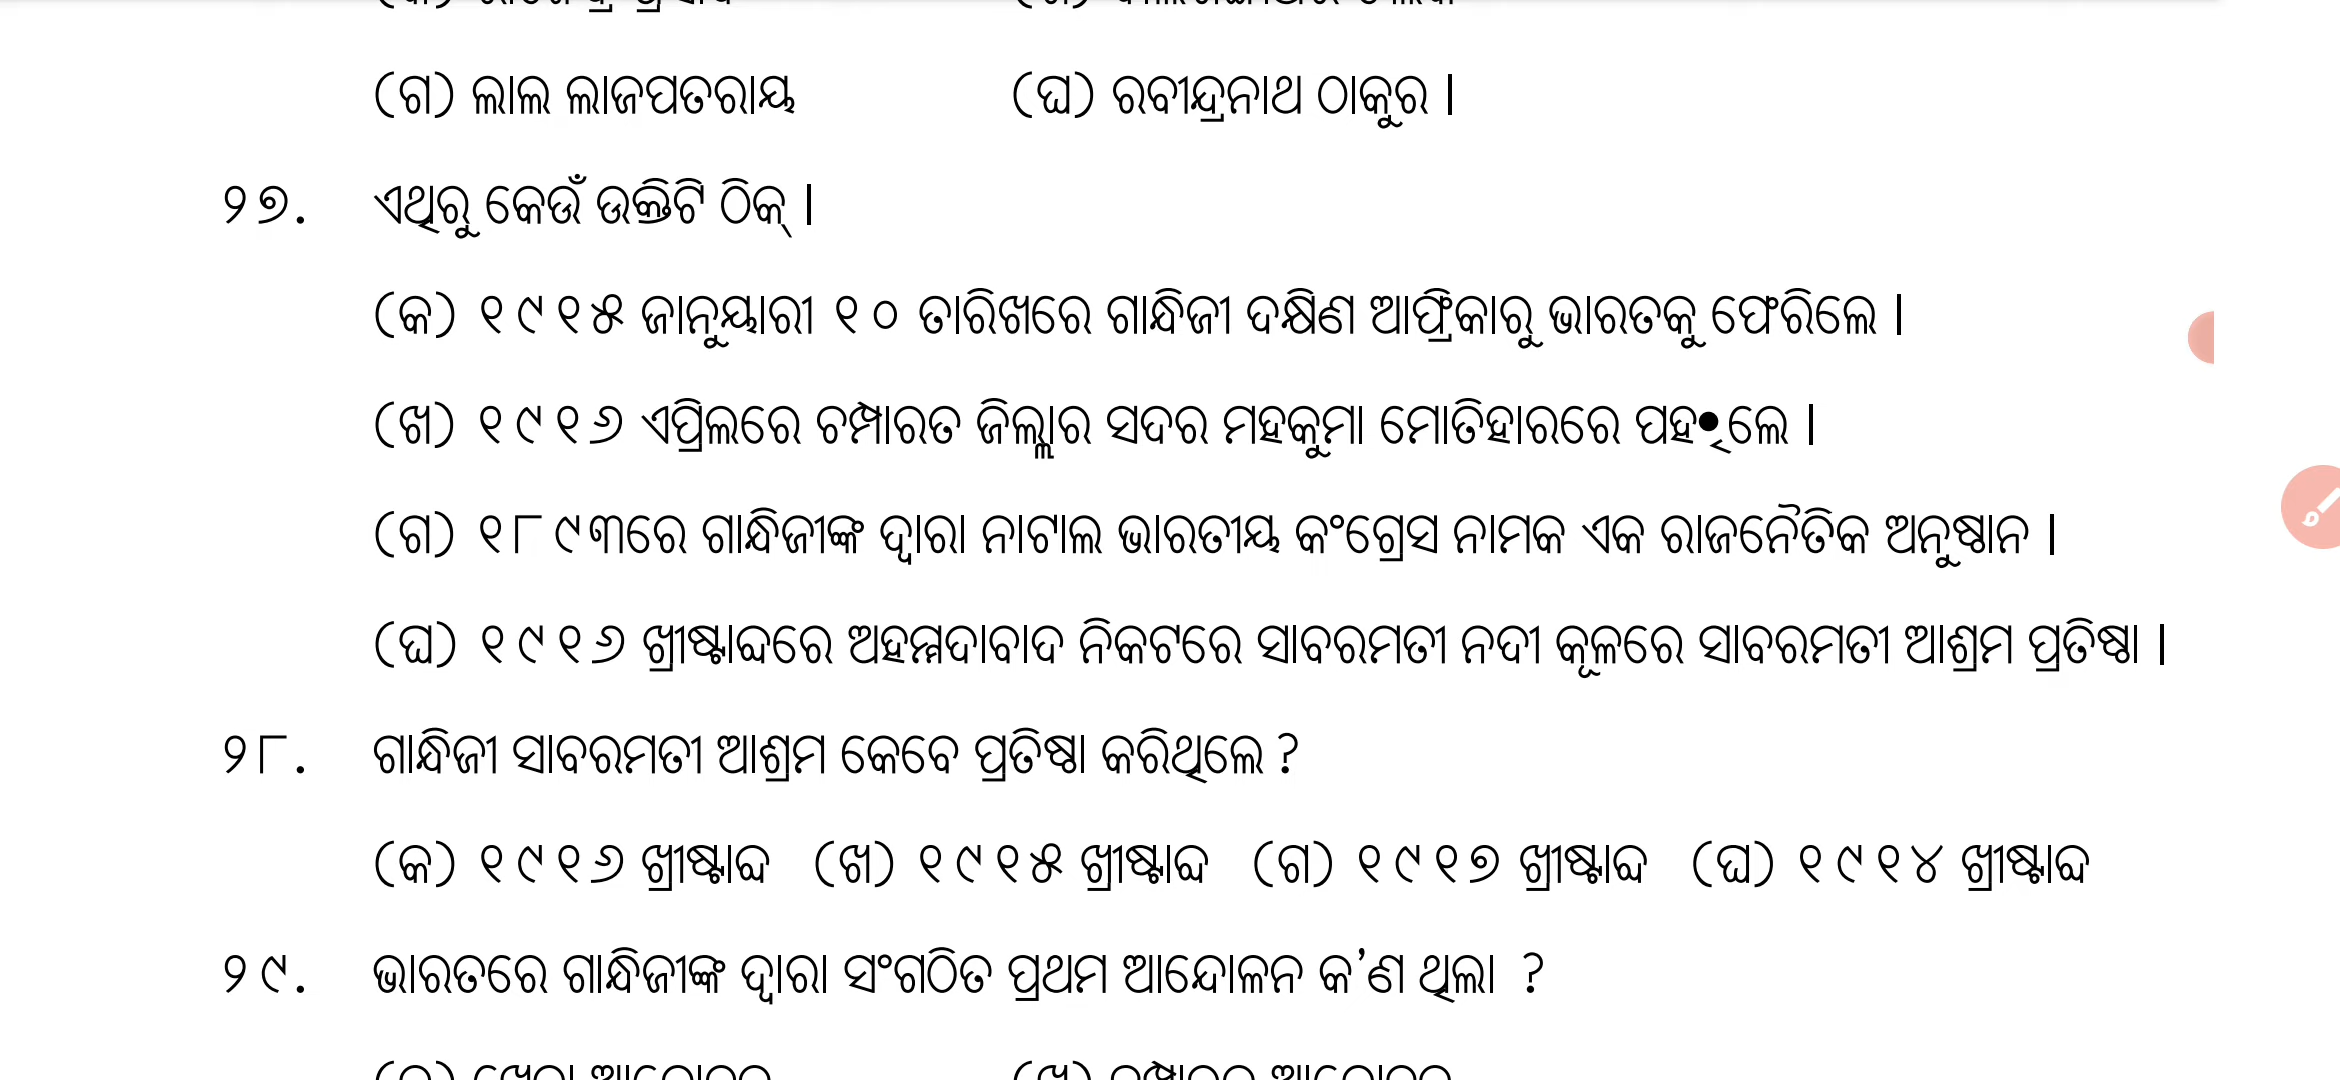 (ଗ) ଲାଲ ଲାଜପତରାୟ (ଘ) ରବୀନ୍ଦ୍ରନାଥ ଠାକୁର ।
୨୭. ଏଥିରୁ କେଉଁ ଉକ୍ତିଟି ଠିକ୍ ।
(କ) ୧୯୧୫ ଜାନୁୟାରୀ ୧୦ ତାରିଖରେ ଗାନ୍ଧିଜୀ ଦକ୍ଷିଣ ଆଫ୍ରିକାରୁ ଭାରତକୁ ଫେରିଲେ ।
(ଖ) ୧୯୧୬ ଏପ୍ରିଲରେ ଚମ୍ପାରତ ଜିଲ୍ଲାର ସଦର ମହକୁମା ମୋତିହାରରେ
(ଗ) ୧୮୯୩ରେ ଗାନ୍ଧିଜୀଙ୍କ ଦ୍ୱାରା ନାଟାଲ ଭାରତୀୟ କଂଗ୍ରେସ ନାମକ ଏକ ରାଜନୈତିକ ଅନୁଷ୍ଠାନ ।
(ଘ) ୧୯୧୬ ଖ୍ରୀଷ୍ଟାବ୍ଦରେ ଅହମ୍ମଦାବାଦ ନିକଟରେ ସାବରମତୀ ନଦୀ କୂଳରେ ସାବରମତୀ ଆଶ୍ରମ ପ୍ରତିଷ୍ଠା ।
୨୮. ଗାନ୍ଧିଜୀ ସାବରମତୀ ଆଶ୍ରମ କେବେ ପ୍ରତିଷ୍ଠା କରିଥିଲେ ?
(କ) ୧୯୧୬ ଖ୍ରୀଷ୍ଟାବ୍ଦ (ଖ) ୧୯୧୫ ଖ୍ରୀଷ୍ଟାବ୍ଦ (ଗ) ୧୯୧୭ ଖ୍ରୀଷ୍ଟାବ୍ଦ (ଘ) ୧୯୧୪ ଖ୍ରୀଷ୍ଟାବ୍ଦ
୨୯. ଭାରତରେ ଗାନ୍ଧିଜୀଙ୍କ ଦ୍ୱାରା ସଂଗଠିତ ପ୍ରଥମ ଆନ୍ଦୋଳନ କ'ଣ ଥିଲା ?